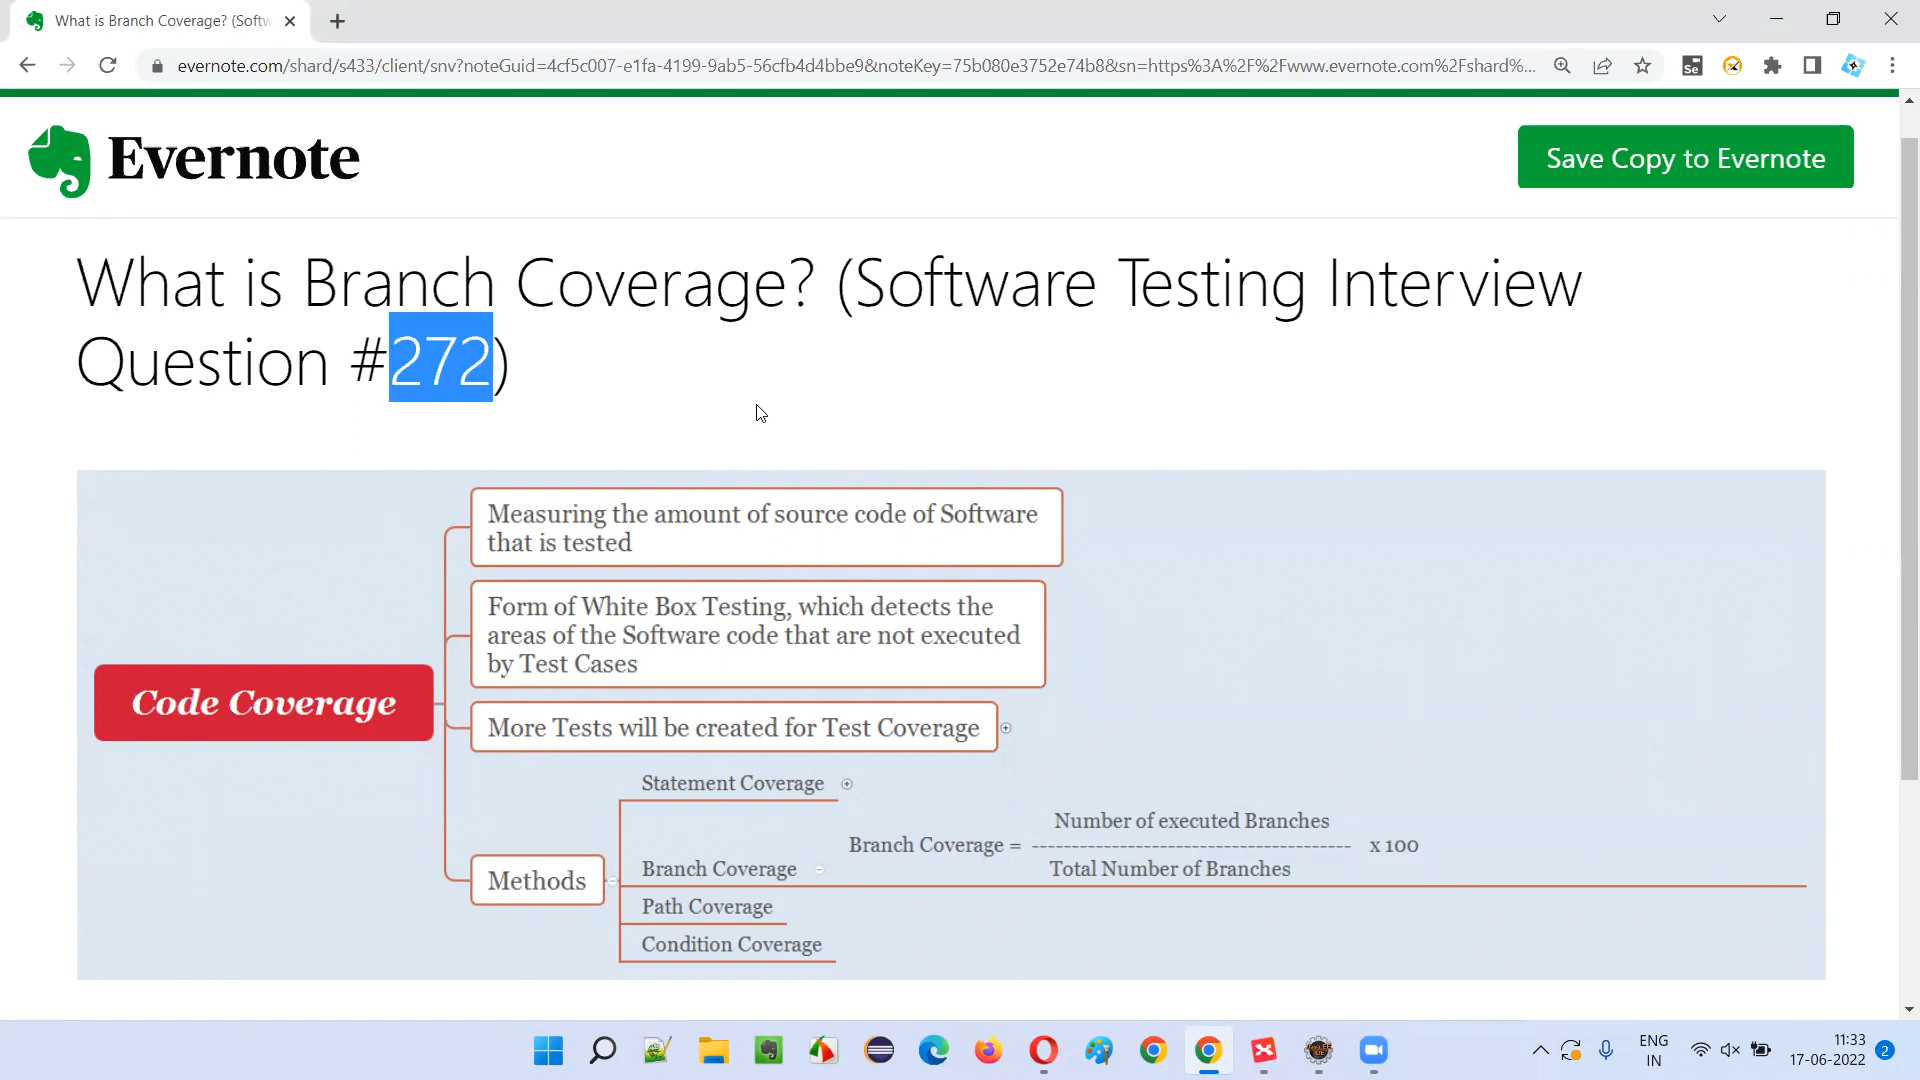 What is Branch Coverage? (Softw
evernote.com/shard/s433/client/snv?noteGuid=4cf5c007-e1fa-4199-9ab5-56cfb4d4bbe9&noteKey=75b080e3752e74b8&sn=https%3A%2F%2Fwww.evernote.com%2Fshard%...
Se
Evernote
Save Copy to Evernote
What is Branch Coverage? (Software Testing Interview
Question #272)
Measuring the amount of source code of Software
that is tested
Form of White Box Testing, which detects the
areas of the Software code that are not executed
by Test Cases
Code Coverage
More Tests will be created for Test Coverage
Methods
Statement Coverage
Branch Coverage
Branch Coverage =
Number of executed Branches
----------------------------------------
Total Number of Branches
x 100
Path Coverage
Condition Coverage
ENG
IN
11:33
17-06-2022
2